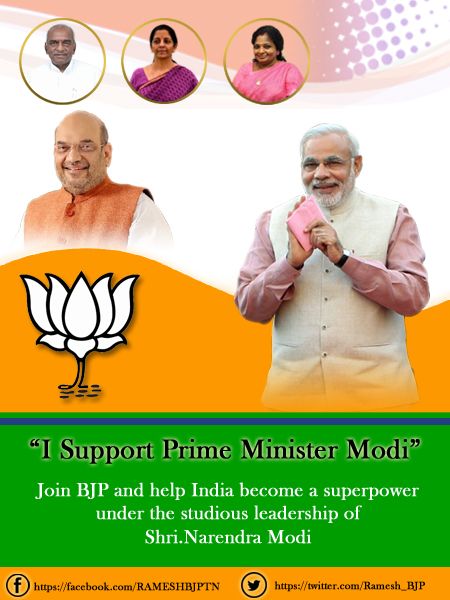 “I Support Prime Minister Modi”
Join BJP and help India become a superpower
under the studious leadership of
Shri.Narendra Modi
https://facebook.com/RAMESHBJPTN
https://twitter.com/Ramesh_BJP